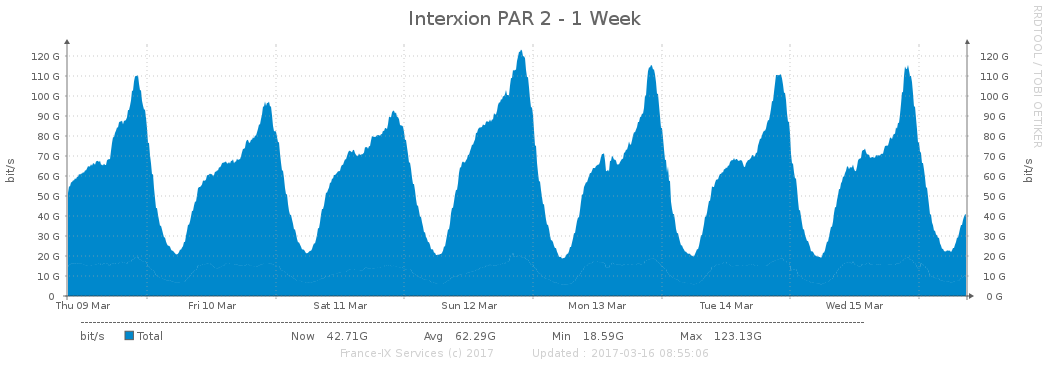 Interxion PAR 2 - 1 Week
RRDTOOL / TOBI OETIKER
bit/s
120 G
110 G
100 G
90 G
80 G
70 G
60 G
50 G
40 G
30 G
20 G
10 G
0
120 G
110 G
100 G
90 G
80 G
70 G
60 G
50 G
40 G
30 G
20 G
10 G
0 G
bit/s
Thu 09 Mar Fri 10 Mar Sat 11 Mar Sun 12 Mar Mon 13 Mar Tue 14 Mar Wed 15 Mar
bit/s Total Now 42.71G Avg 62.29G Min 18.59G Max 123.13G
France-IX Services (c) 2017 Updated : 2017-03-16 08:55:06